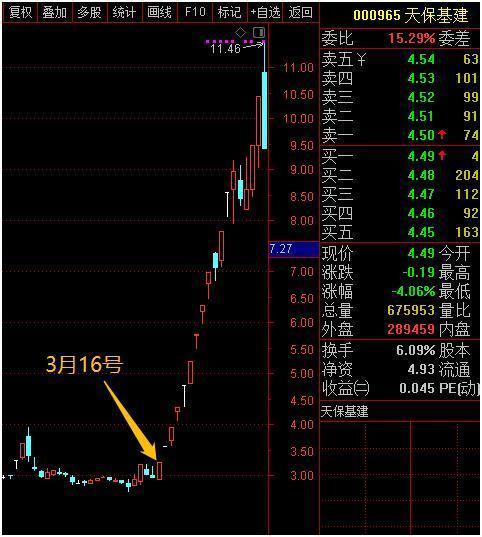 复权 叠加 多股 统计 画线 F10 标记 +自选 返回
000965 天保基建
委比 15.29% 委差
卖五 ¥ 4.54 63
卖四 4.53 101
卖三 4.52 99
卖二 4.51 91
卖一 4.50 74
买一 4.49 4
买二 4.48 204
买三 4.47 112
买四 4.46 92
买五 4.45 163
现价 4.49 今开
涨跌 -0.19 最高
涨幅 -4.06% 最低
总量 675953 量比
外盘 289459 内盘
换手 6.09% 股本
净资 4.93 流通
收益㈡ 0.045 PE(动)
天保基建
11.46
11.00
10.00
9.50
9.00
8.50
8.00
7.27
7.00
6.50
6.00
5.50
5.00
4.50
4.00
3.50
3.00
3月16号